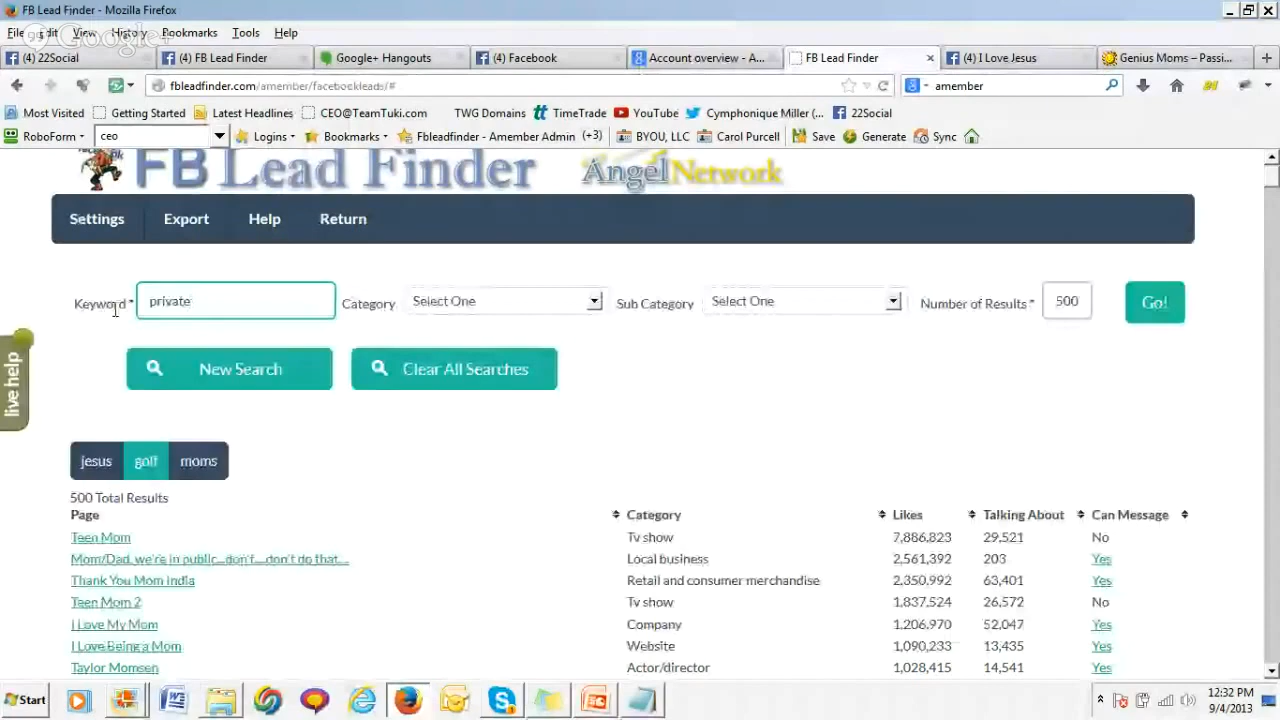 FB Lead Finder - Mozilla Firefox
File Edit View History Bookmarks Tools Help
Google+
(4) 22Social
(4) FB Lead Finder
Google+ Hangouts
(4) Facebook
Account overview - A...
FB Lead Finder
(4) I Love Jesus
Genius Moms – Passi...
fbleadfinder.com/amember/facebookleads/#
amember
Most Visited
Getting Started
Latest Headlines
CEO@TeamTuki.com
TWG Domains
TimeTrade
YouTube
Cymphonique Miller (...
22Social
RoboForm
ceo
Logins
Bookmarks
Fbleadfinder - Amember Admin (+3)
BYOU, LLC
Carol Purcell
Save
Generate
Sync
FB Lead Finder
Angel Network
Settings Export Help Return
Keyword * private Category Select One Sub Category Select One Number of Results * 500 Go!
New Search Clear All Searches
live help
jesus golf moms
500 Total Results
Page Category Likes Talking About Can Message
Teen Mom Tv show 7,886,823 29,521 No
Mom/Dad, we're in public...don't....don't do that.... Local business 2,561,392 203 Yes
Thank You Mom India Retail and consumer merchandise 2,350,992 63,401 Yes
Teen Mom 2 Tv show 1,837,524 26,572 No
I Love My Mom Company 1,206,970 52,047 Yes
I Love Being a Mom Website 1,090,233 13,435 Yes
Taylor Momsen Actor/director 1,028,415 14,541 Yes
Start
12:32 PM
9/4/2013